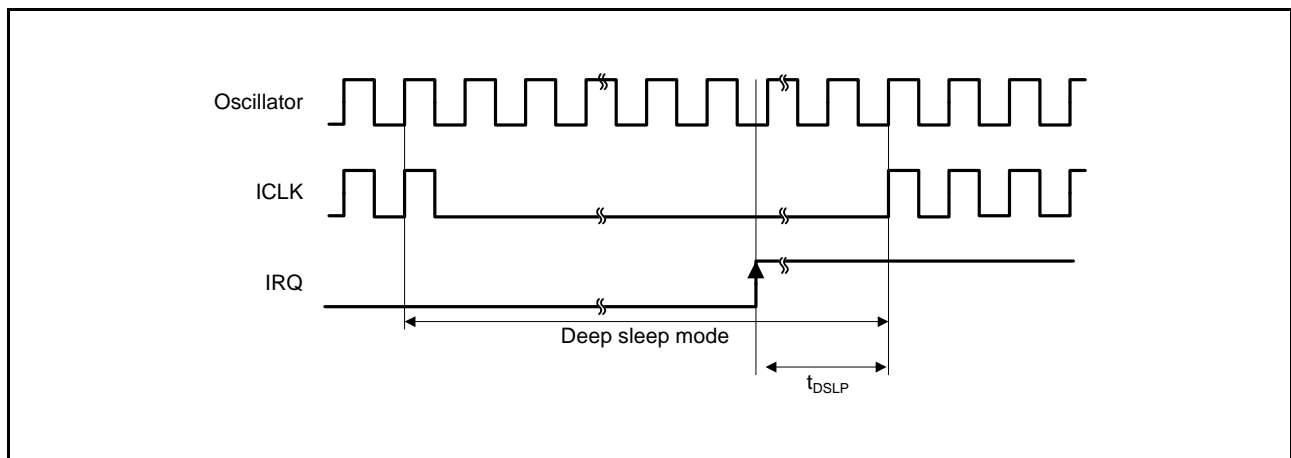 Oscillator
ICLK
IRQ
Deep sleep mode
tDSLP